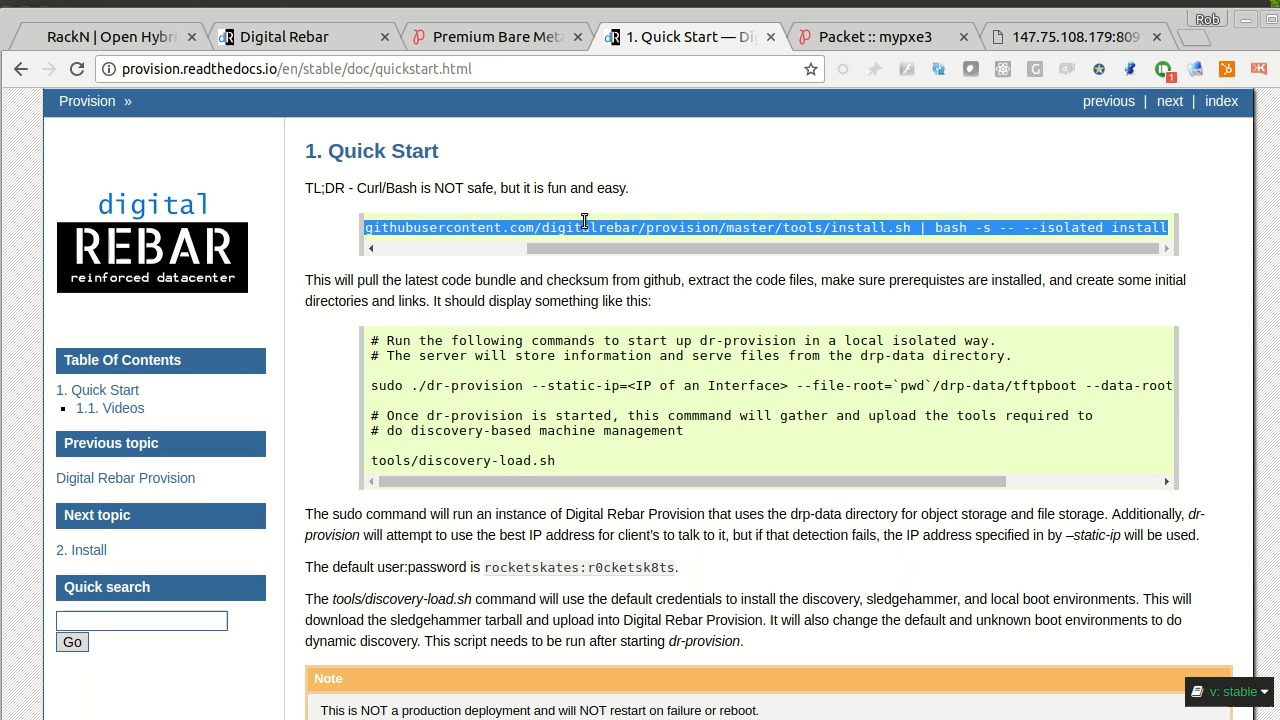 Rob
RackN | Open Hybri
Digital Rebar
Premium Bare Meta
1. Quick Start — Di
Packet :: mypxe3
147.75.108.179:809
provision.readthedocs.io/en/stable/doc/quickstart.html
1
Provision »
previous | next | index
digital
REBAR
reinforced datacenter
Table Of Contents
1. Quick Start
1.1. Videos
Previous topic
Digital Rebar Provision
Next topic
2. Install
Quick search
Go
1. Quick Start
TL;DR - Curl/Bash is NOT safe, but it is fun and easy.
githubusercontent.com/digitalrebar/provision/master/tools/install.sh | bash -s -- --isolated install
This will pull the latest code bundle and checksum from github, extract the code files, make sure prerequistes are installed, and create some initial
directories and links. It should display something like this:
# Run the following commands to start up dr-provision in a local isolated way.
# The server will store information and serve files from the drp-data directory.
sudo ./dr-provision --static-ip=<IP of an Interface> --file-root=`pwd`/drp-data/tftpboot --data-root
# Once dr-provision is started, this commmand will gather and upload the tools required to
# do discovery-based machine management
tools/discovery-load.sh
The sudo command will run an instance of Digital Rebar Provision that uses the drp-data directory for object storage and file storage. Additionally, dr-
provision will attempt to use the best IP address for client's to talk to it, but if that detection fails, the IP address specified in by –static-ip will be used.
The default user:password is rocketskates:r0cketsk8ts.
The tools/discovery-load.sh command will use the default credentials to install the discovery, sledgehammer, and local boot environments. This will
download the sledgehammer tarball and upload into Digital Rebar Provision. It will also change the default and unknown boot environments to do
dynamic discovery. This script needs to be run after starting dr-provision.
Note
This is NOT a production deployment and will NOT restart on failure or reboot.
v: stable